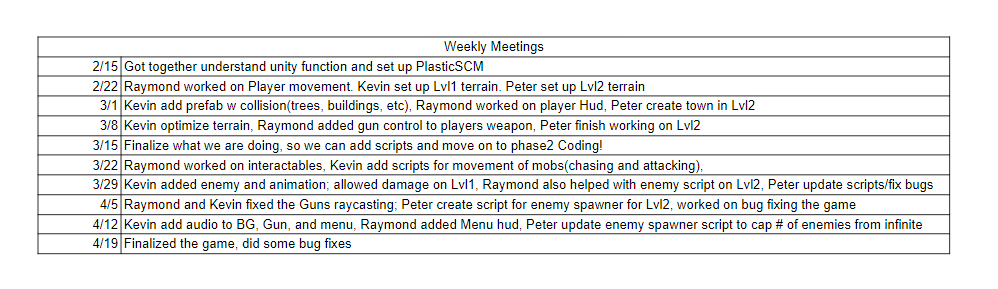 Weekly Meetings
2/15 Got together understand unity function and set up PlasticSCM
2/22 Raymond worked on Player movement. Kevin set up Lvl1 terrain. Peter set up Lvl2 terrain
3/1 Kevin add prefab w collision(trees, buildings, etc), Raymond worked on player Hud, Peter create town in Lvl2
3/8 Kevin optimize terrain, Raymond added gun control to players weapon, Peter finish working on Lvl2
3/15 Finalize what we are doing, so we can add scripts and move on to phase2 Coding!
3/22 Raymond worked on interactables, Kevin add scripts for movement of mobs(chasing and attacking),
3/29 Kevin added enemy and animation; allowed damage on Lvl1, Raymond also helped with enemy script on Lvl2, Peter update scripts/fix bugs
4/5 Raymond and Kevin fixed the Guns raycasting; Peter create script for enemy spawner for Lvl2, worked on bug fixing the game
4/12 Kevin add audio to BG, Gun, and menu, Raymond added Menu hud, Peter update enemy spawner script to cap # of enemies from infinite
4/19 Finalized the game, did some bug fixes